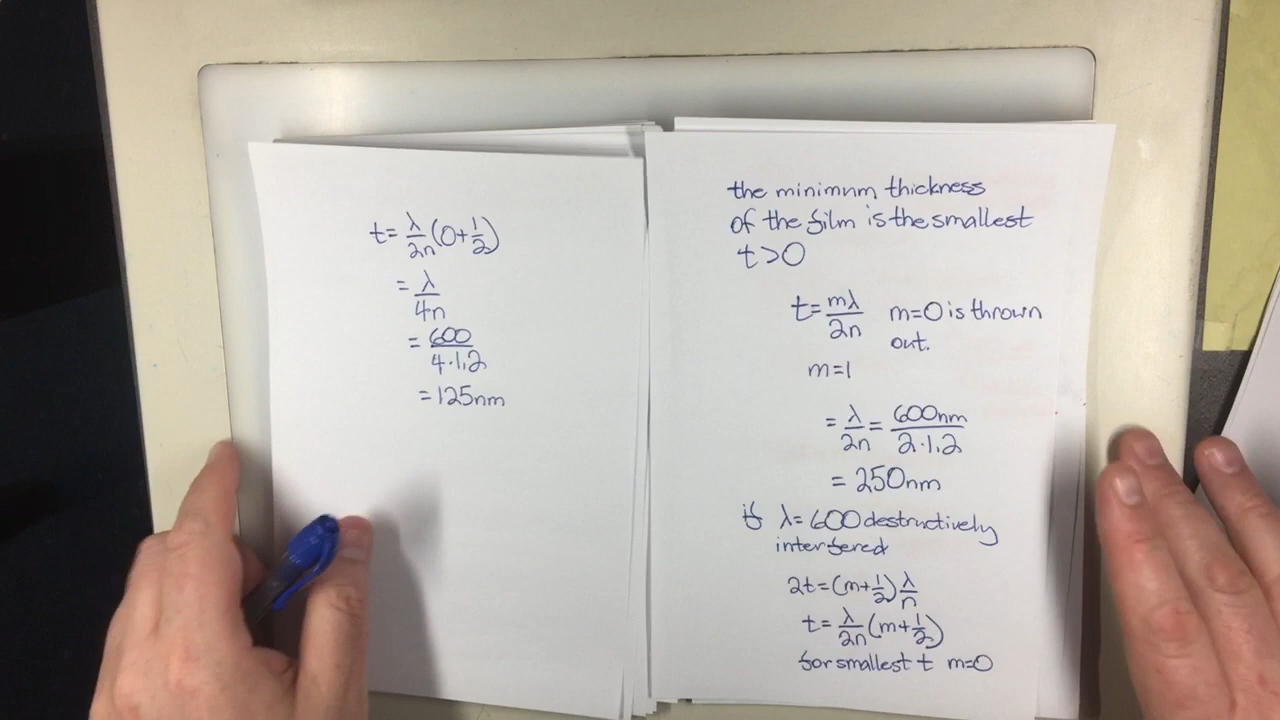 the minimum thickness
of the film is the smallest
t>0
t=mλ/2n m=0 is thrown
out.
m=1
=λ/2n=600nm/2·1.2
=250nm
if λ=600 destructively
interfered
2t=(m+1/2)λ/n
t=λ/2n(m+1/2)
for smallest t m=0
t=λ/2n(0+1/2)
=λ/4n
=600/4·1.2
=125nm